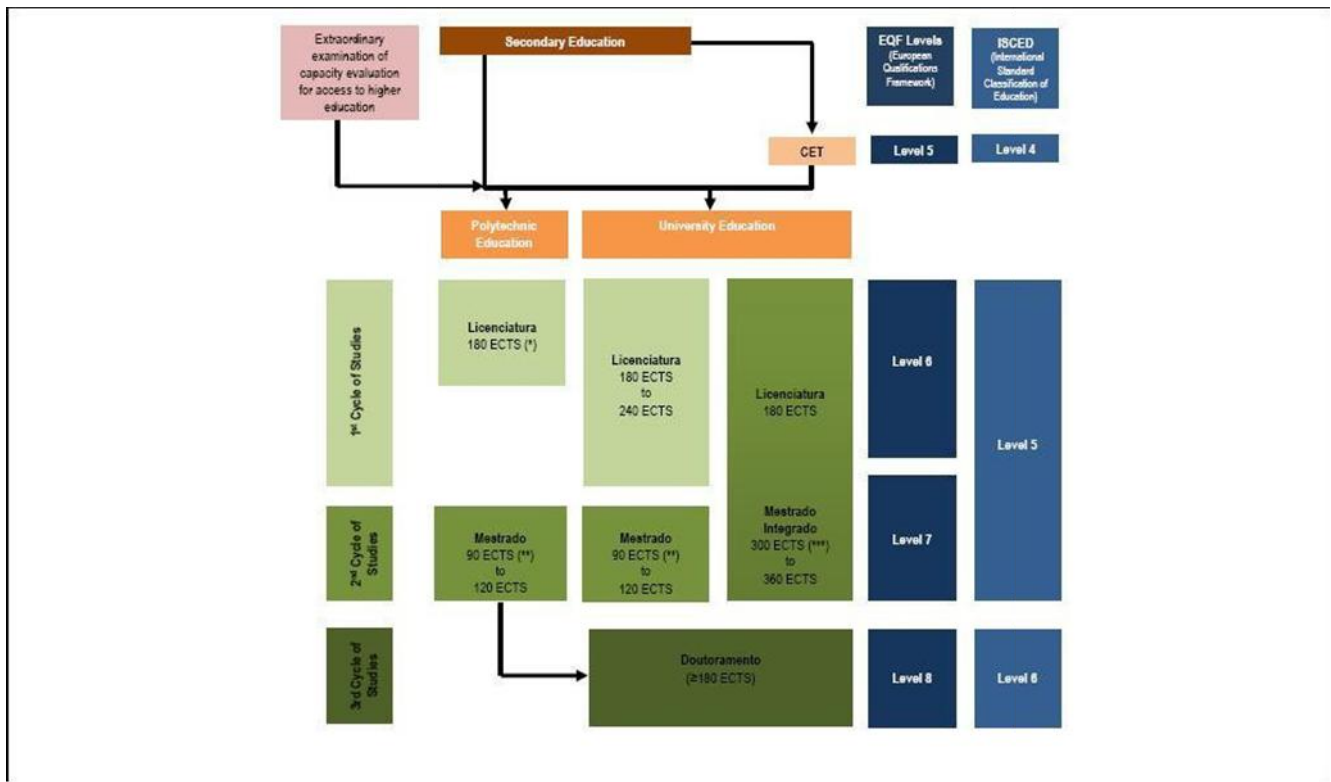 Extraordinary
examination of
capacity evaluation
for access to higher
education
Secondary Education
EQF Levels
(European
Qualifications
Framework)
ISCED
(International
Standard
Classification of
Education)
CET
Level 5
Level 4
Polytechnic
Education
University Education
1st Cycle of Studies
Licenciatura
180 ECTS (*)
Licenciatura
180 ECTS
to
240 ECTS
Licenciatura
180 ECTS
Level 6
Level 5
2nd Cycle of
Studies
Mestrado
90 ECTS (**)
to
120 ECTS
Mestrado
90 ECTS (**)
to
120 ECTS
Mestrado
Integrado
300 ECTS (***)
to
360 ECTS
Level 7
3rd Cycle of
Studies
Doutoramento
(≥180 ECTS)
Level 8
Level 6